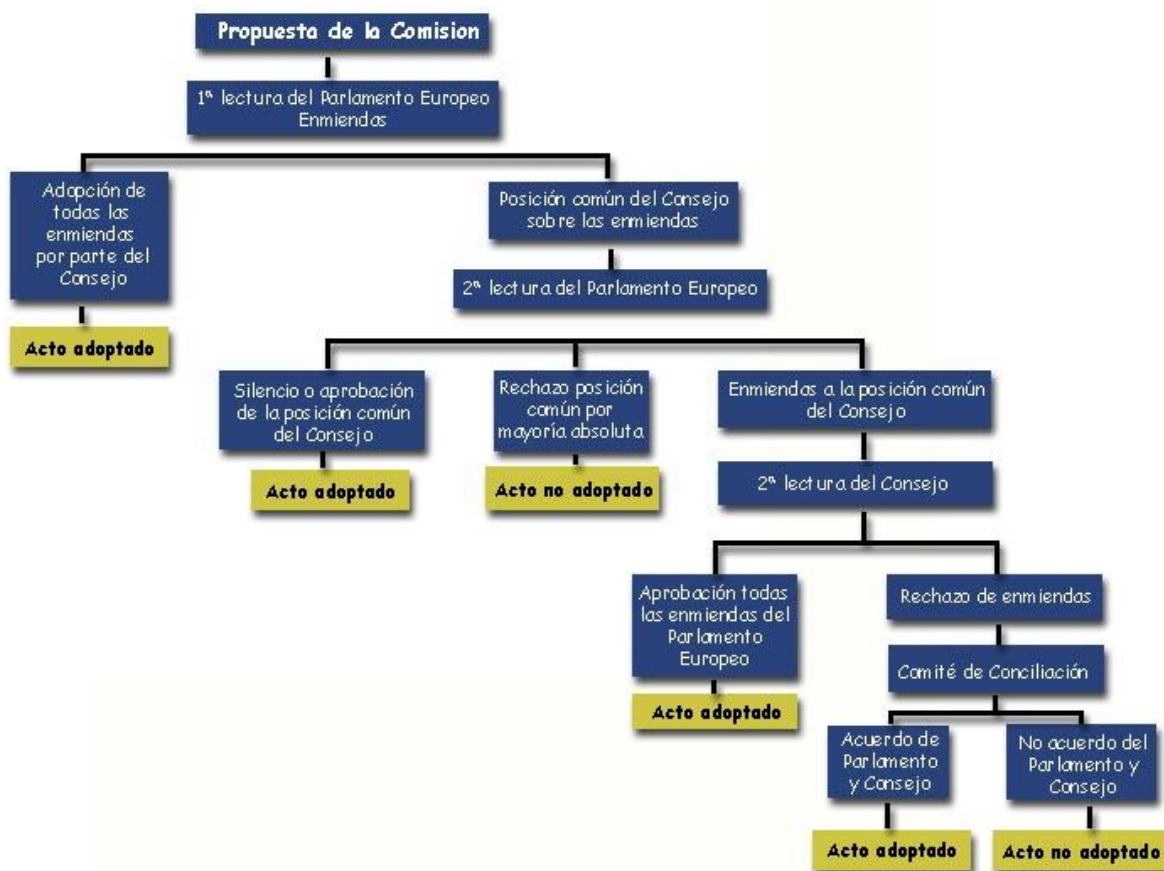 Propuesta de la Comision
1ª lectura del Parlamento Europeo
Enmiendas
Adopción de
todas las
enmiendas
por parte del
Consejo
Posición común del Consejo
sobre las enmiendas
2ª lectura del Parlamento Europeo
Acto adoptado
Silencio o aprobación
de la posición común
del Consejo
Rechazo posición
común por
mayoría absoluta
Enmiendas a la posición común
del Consejo
Acto adoptado
Acto no adoptado
2ª lectura del Consejo
Aprobación todas
las enmiendas del
Parlamento
Europeo
Rechazo de enmiendas
Comité de Conciliación
Acto adoptado
Acuerdo de
Parlamento
y Consejo
No acuerdo del
Parlamento y
Consejo
Acto adoptado
Acto no adoptado